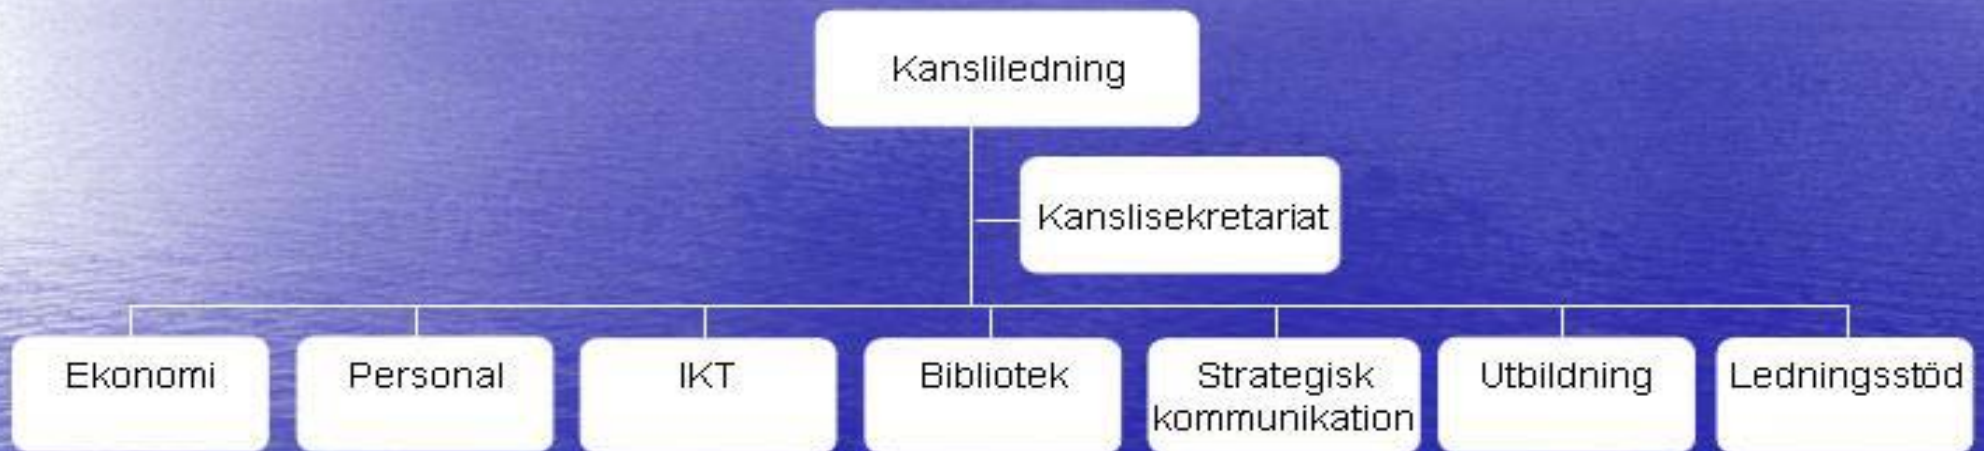 Kansliledning
Kanslisekretariat
Ekonomi
Personal
IKT
Bibliotek
Strategisk
kommunikation
Utbildning
Ledningsstöd